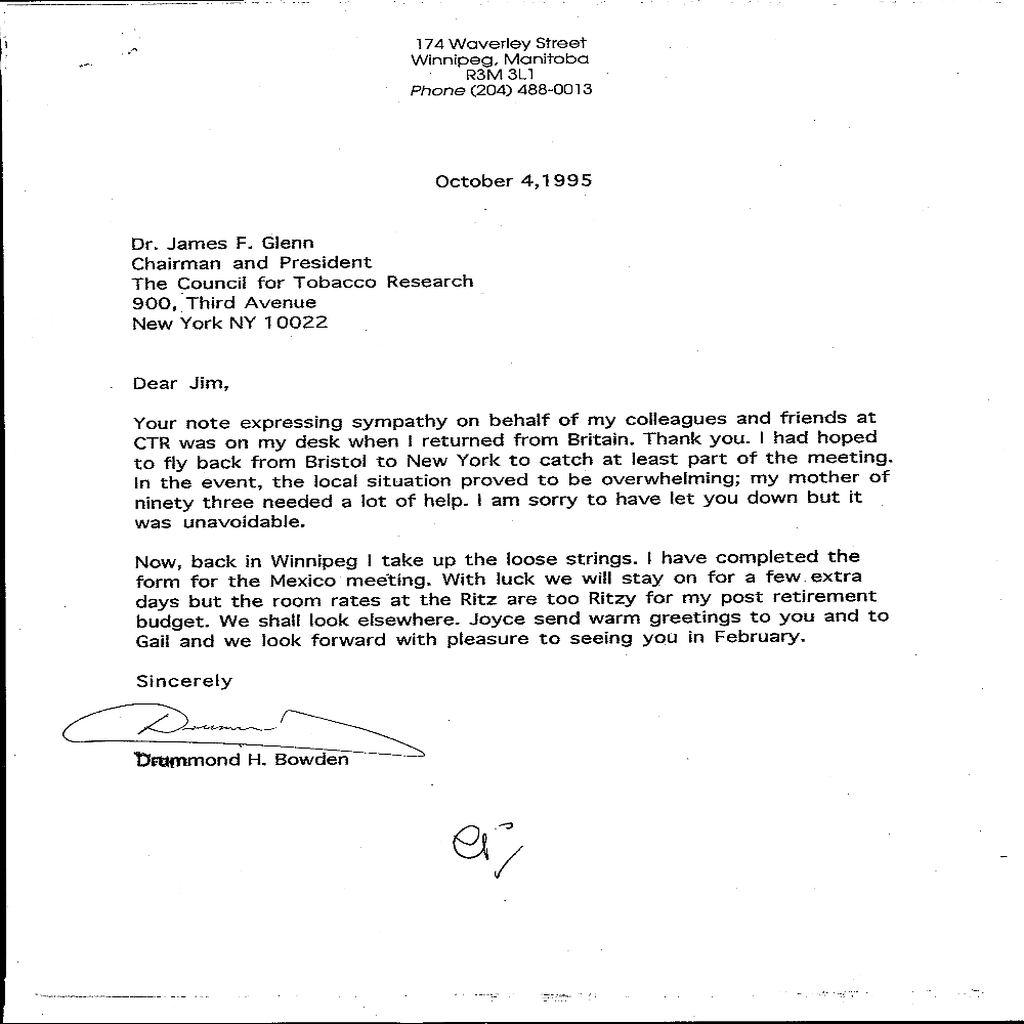 174 Waverley Street
Winnipeg, Manitoba
R3M 3L1
Phone (204) 488-0013
October 4,1995
Dr. James F. Glenn
Chairman and President
The Council for Tobacco Research
900, Third Avenue
New York NY 10022
Dear Jim,
Your note expressing sympathy on behalf of my colleagues and friends at
CTR was on my desk when I returned from Britain. Thank you. I had hoped
to fly back from Bristol to New York to catch at least part of the meeting.
In the event, the local situation proved to be overwhelming; my mother of
ninety three needed a lot of help. I am sorry to have let you down but it
was unavoidable.
Now, back in Winnipeg I take up the loose strings. I have completed the
form for the Mexico meeting. With luck we will stay on for a few extra
days but the room rates at the Ritz are too Ritzy for my post retirement
budget. We shall look elsewhere. Joyce send warm greetings to you and to
Gail and we look forward with pleasure to seeing you in February.
Sincerely
Drummond H. Bowden